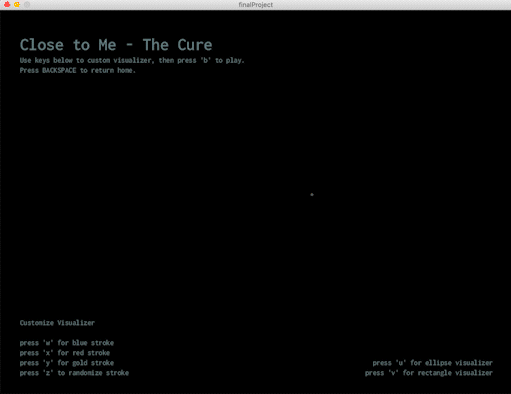 finalProject
Close to Me - The Cure
Use keys below to custom visualizer, then press 'b' to play.
Press BACKSPACE to return home.
Customize Visualizer
press 'w' for blue stroke
press 'x' for red stroke
press 'y' for gold stroke
press 'z' to randomize stroke
press 'u' for ellipse visualizer
press 'v' for rectangle visualizer